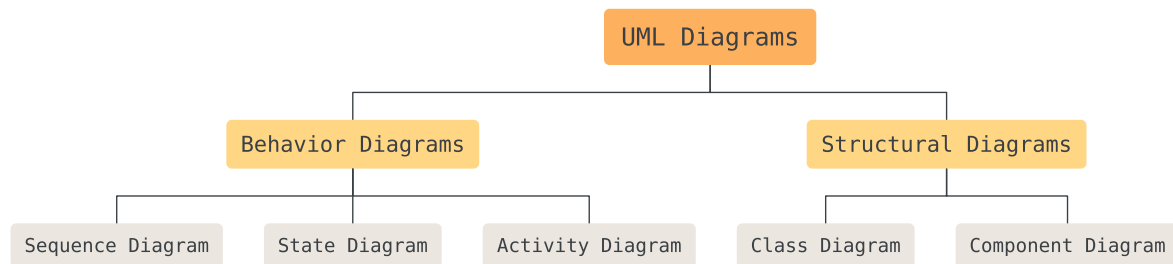 UML Diagrams
Behavior Diagrams
Structural Diagrams
Sequence Diagram
State Diagram
Activity Diagram
Class Diagram
Component Diagram